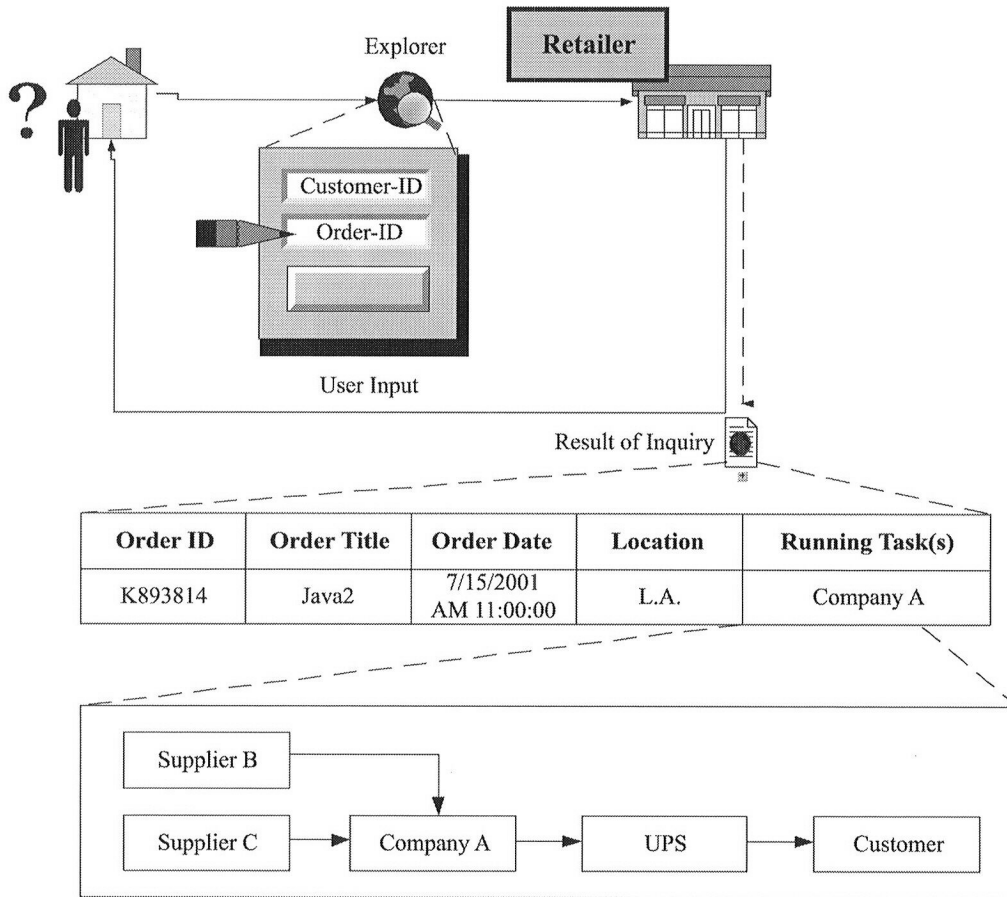 Explorer
Retailer
?
Customer-ID
Order-ID
User Input
Result of Inquiry
Order ID Order Title Order Date Location Running Task(s)
K893814 Java2 7/15/2001 L.A. Company A
AM 11:00:00
Supplier B
Supplier C Company A UPS Customer